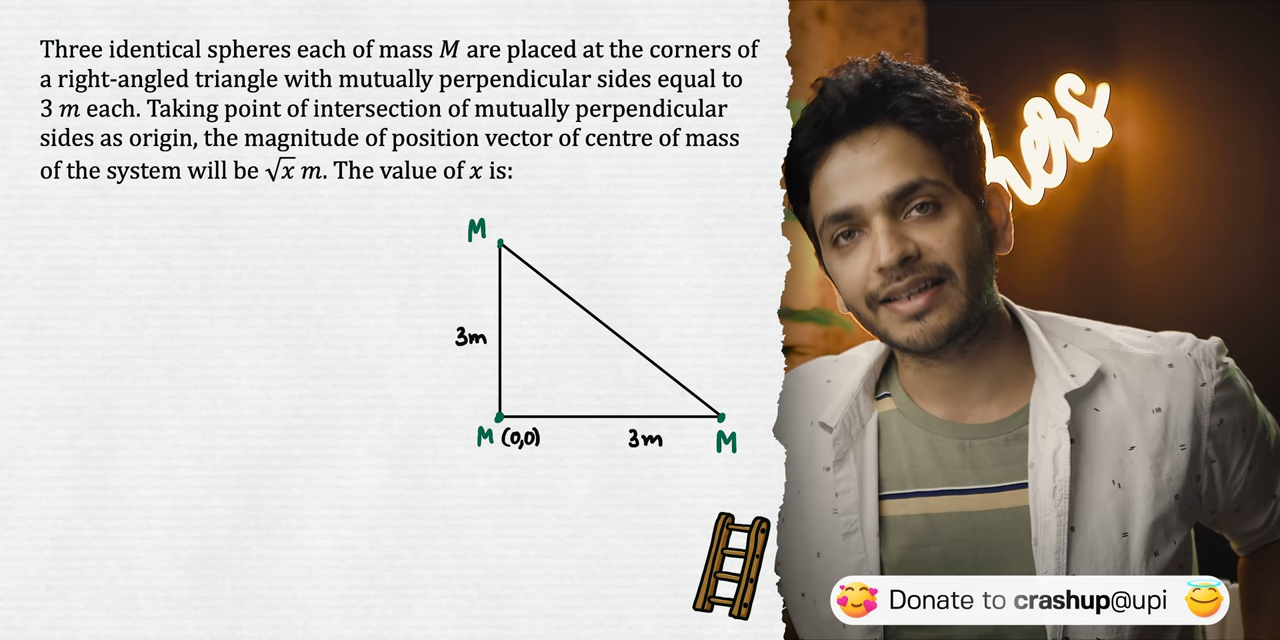 Three identical spheres each of mass M are placed at the corners of
a right-angled triangle with mutually perpendicular sides equal to
3 m each. Taking point of intersection of mutually perpendicular
sides as origin, the magnitude of position vector of centre of mass
of the system will be √x m. The value of x is:
M
3m
M (0,0)
3m
M
hers
Donate to crashup@upi